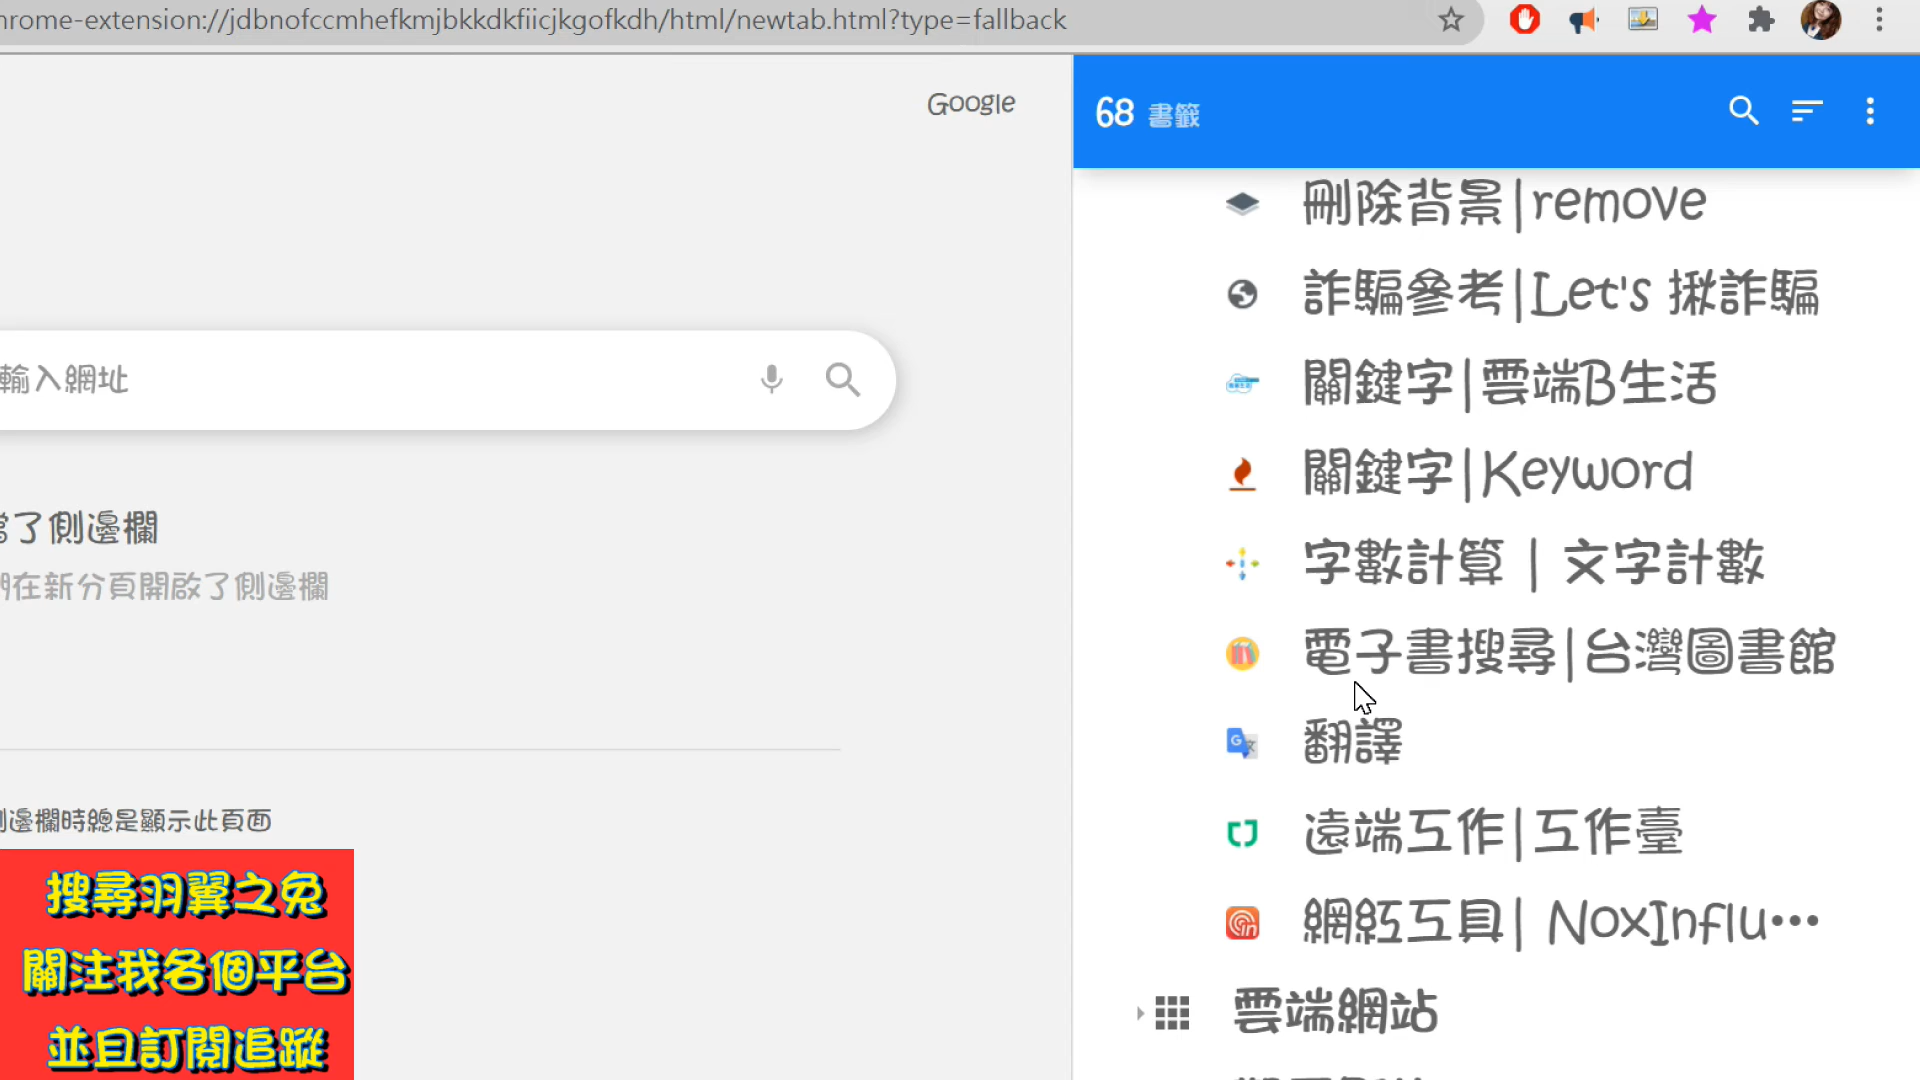 hrome-extension://jdbnofccmhefkmjbkkdkfiicjkgofkdh/html/newtab.html?type=fallback
Google
68 書籤
刪除背景|remove
詐騙參考|Let's 揪詐騙
輸入網址
關鍵字|雲端B生活
關鍵字|Keyword
了側邊欄
在新分頁開啟了側邊欄
字數計算 | 文字計數
電子書搜尋|台灣圖書館
翻譯
邊欄時總是顯示此頁面
遠端工作|工作臺
網紅工具| NoxInflu…
雲端網站
搜尋羽翼之兔
關注我各個平台
並且訂閱追蹤